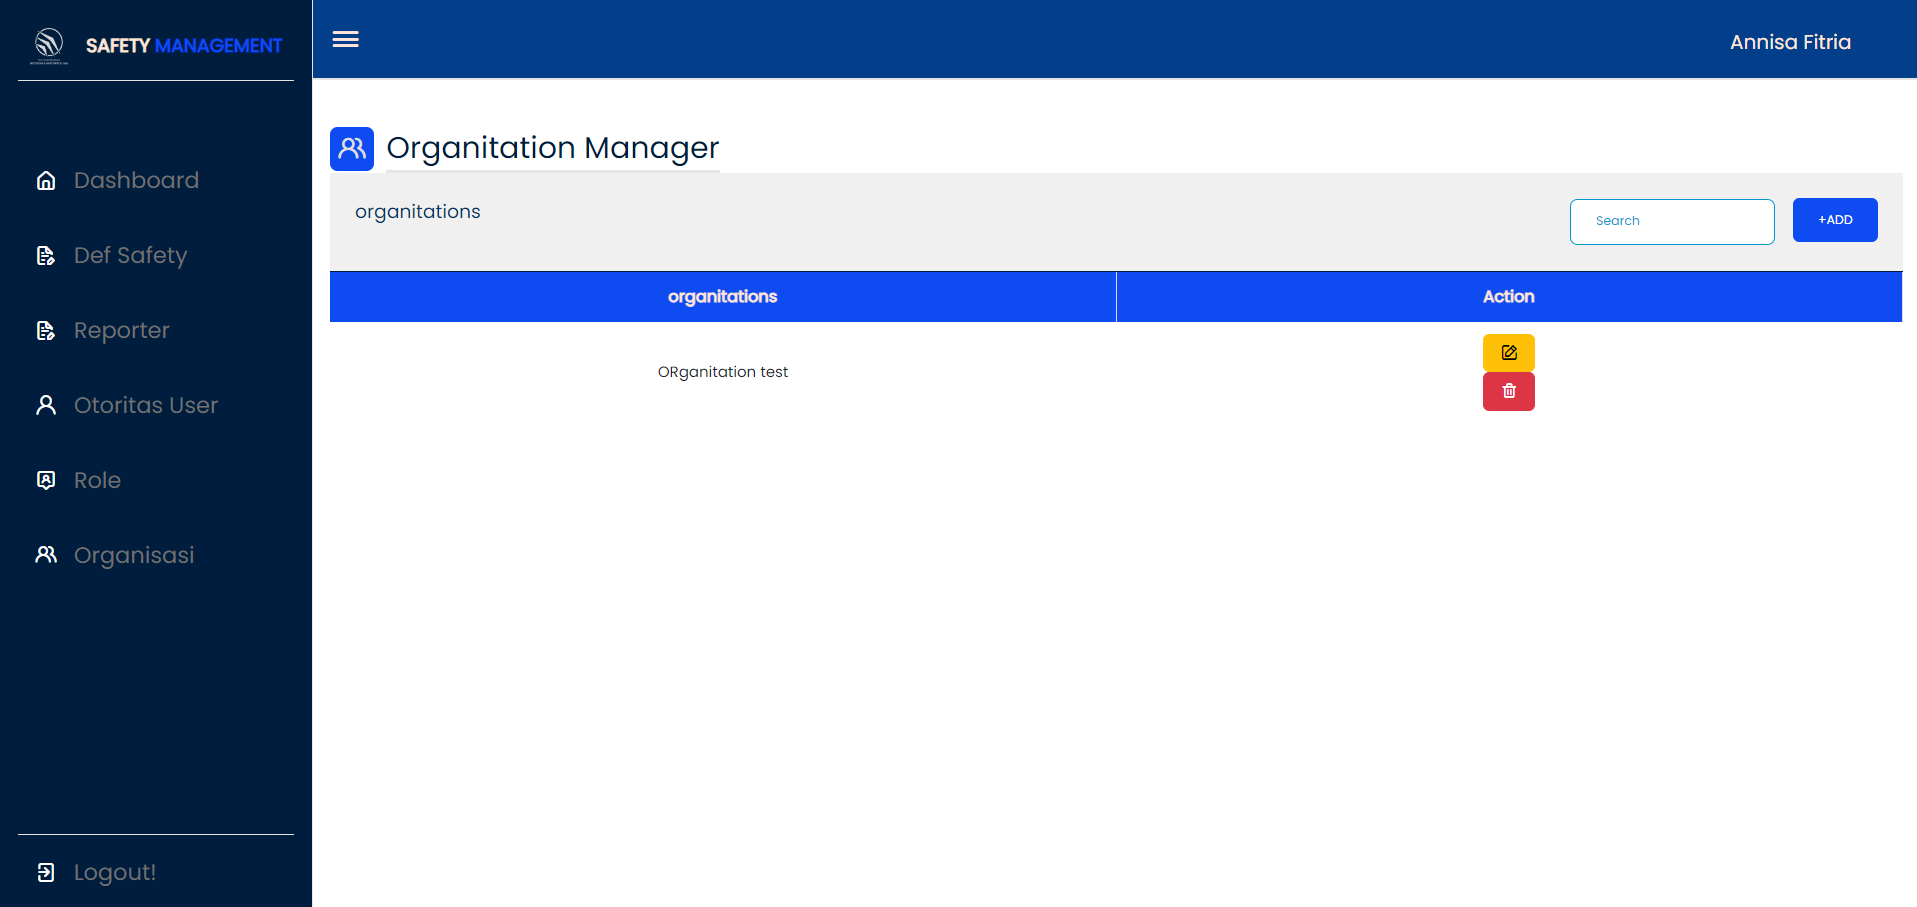 SAFETY MANAGEMENT
Annisa Fitria
Dashboard
Def Safety
Reporter
Otoritas User
Role
Organisasi
Logout!
Organitation Manager
organitations
Search
+ADD
organitations
Action
ORganitation test